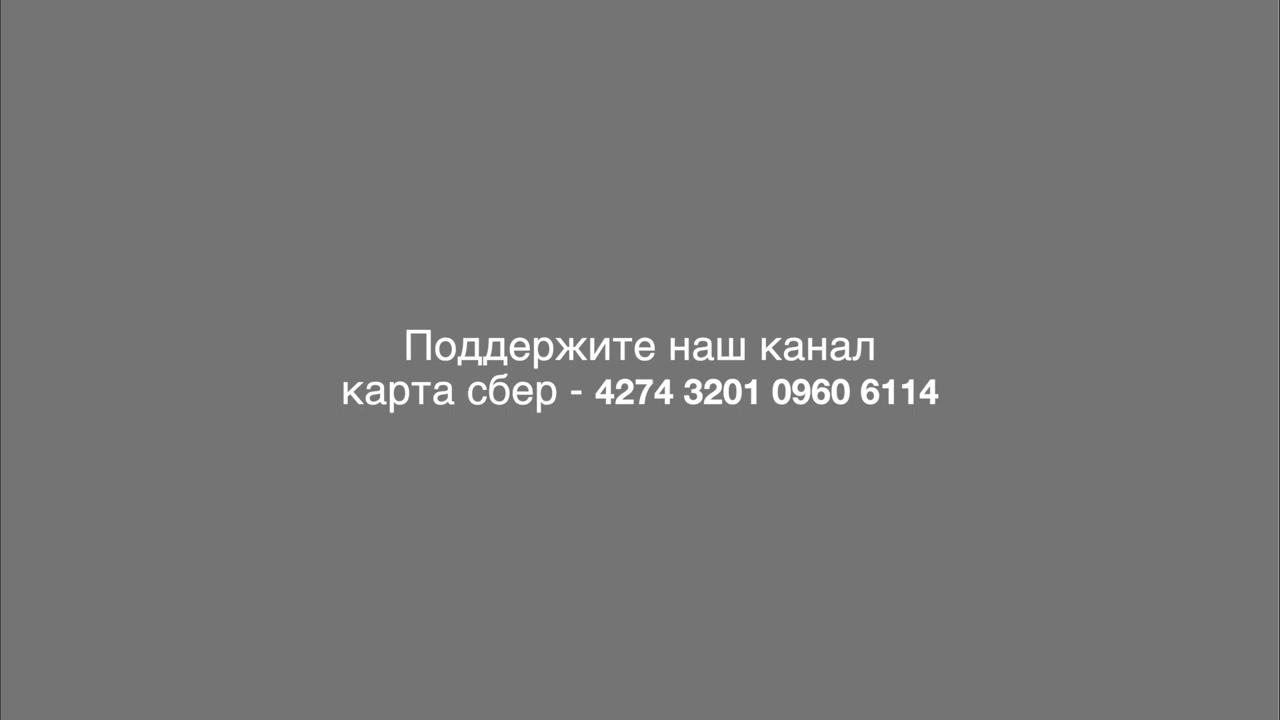 Поддержите наш канал
карта сбер - 4274 3201 0960 6114